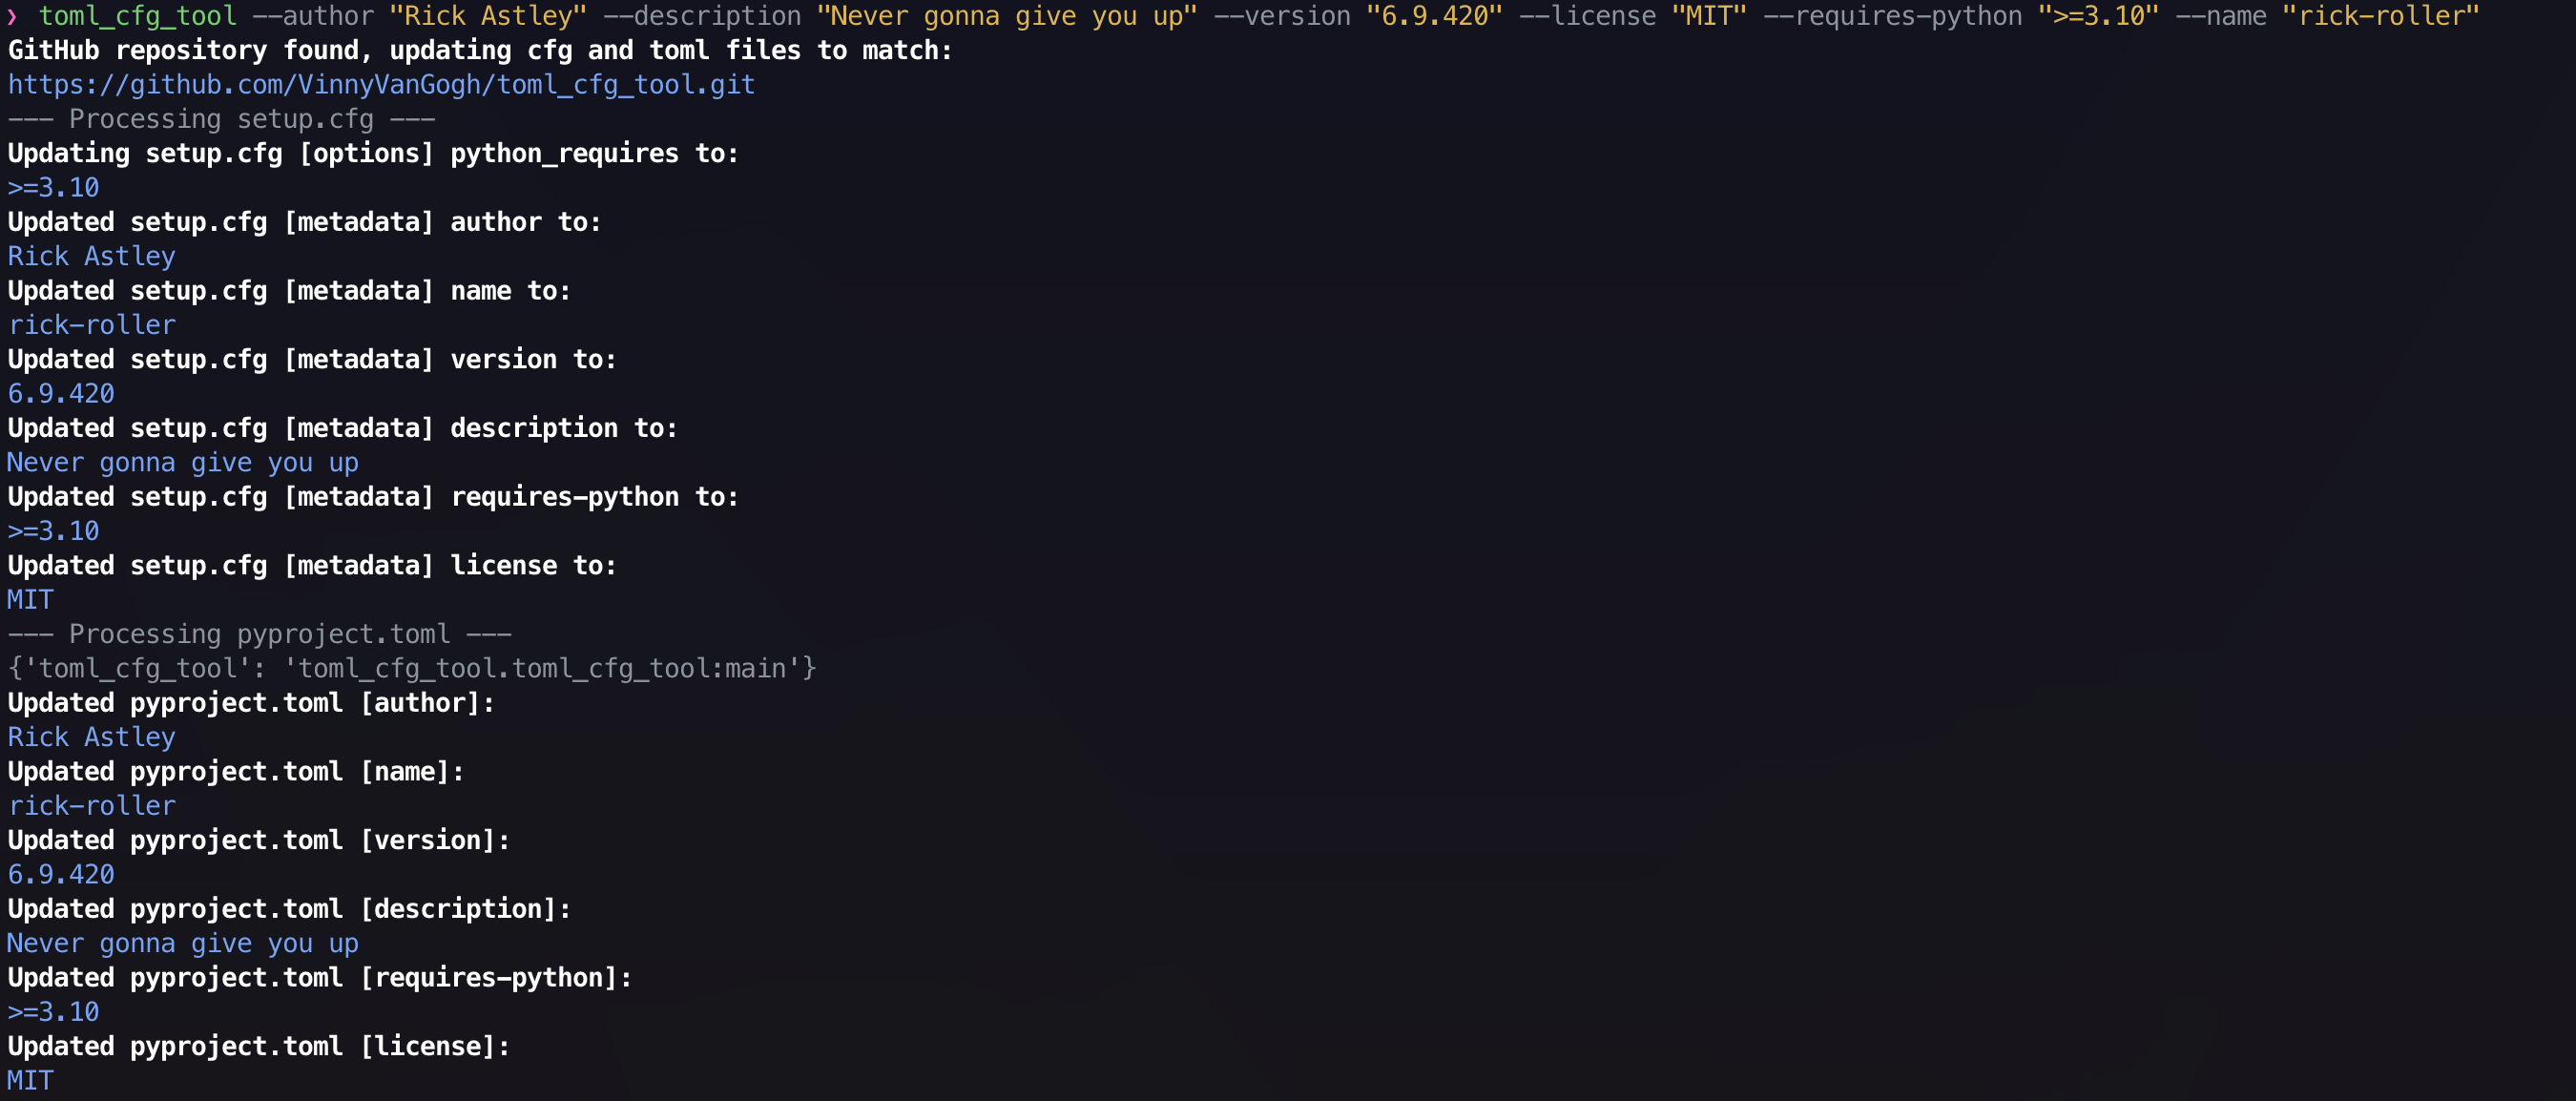 ❯ toml_cfg_tool --author "Rick Astley" --description "Never gonna give you up" --version "6.9.420" --license "MIT" --requires-python ">=3.10" --name "rick-roller"
GitHub repository found, updating cfg and toml files to match:
https://github.com/VinnyVanGogh/toml_cfg_tool.git
--- Processing setup.cfg ---
Updating setup.cfg [options] python_requires to:
>=3.10
Updated setup.cfg [metadata] author to:
Rick Astley
Updated setup.cfg [metadata] name to:
rick-roller
Updated setup.cfg [metadata] version to:
6.9.420
Updated setup.cfg [metadata] description to:
Never gonna give you up
Updated setup.cfg [metadata] requires-python to:
>=3.10
Updated setup.cfg [metadata] license to:
MIT
--- Processing pyproject.toml ---
{'toml_cfg_tool': 'toml_cfg_tool.toml_cfg_tool:main'}
Updated pyproject.toml [author]:
Rick Astley
Updated pyproject.toml [name]:
rick-roller
Updated pyproject.toml [version]:
6.9.420
Updated pyproject.toml [description]:
Never gonna give you up
Updated pyproject.toml [requires-python]:
>=3.10
Updated pyproject.toml [license]:
MIT